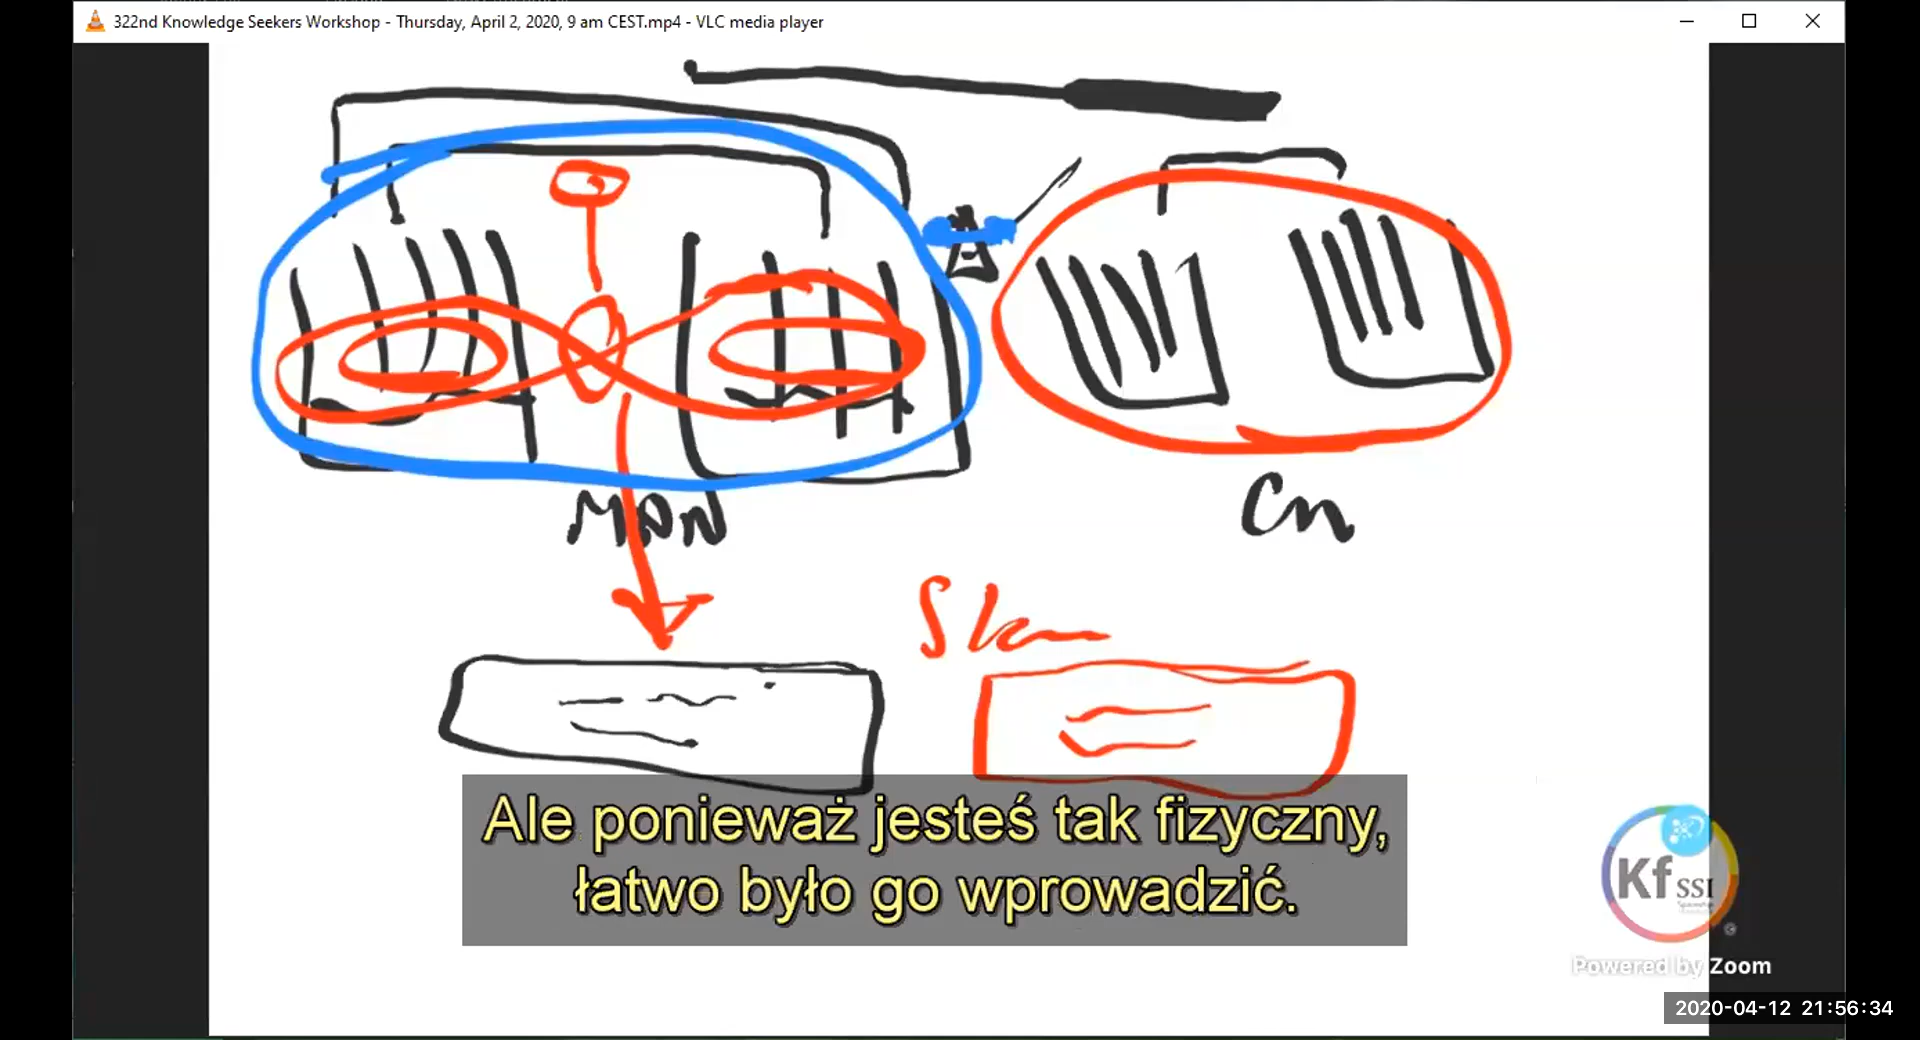 322nd Knowledge Seekers Workshop - Thursday, April 2, 2020, 9 am CEST.mp4 - VLC media player
MAN
Cn
Ale ponieważ jesteś tak fizyczny,
łatwo było go wprowadzić.
Kf SSI
Powered by Zoom
2020-04-12 21:56:34